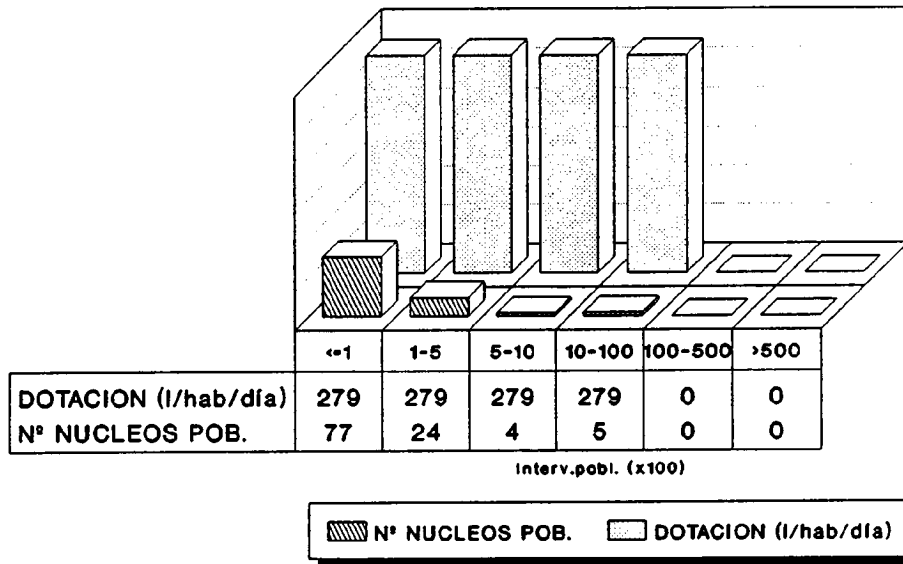 <=1 1-5 5-10 10-100 100-500 >500
DOTACION (l/hab/día) 279 279 279 279 0 0
Nº NUCLEOS POB. 77 24 4 5 0 0
Interv.pobl. (x100)
Nº NUCLEOS POB. DOTACION (l/hab/día)